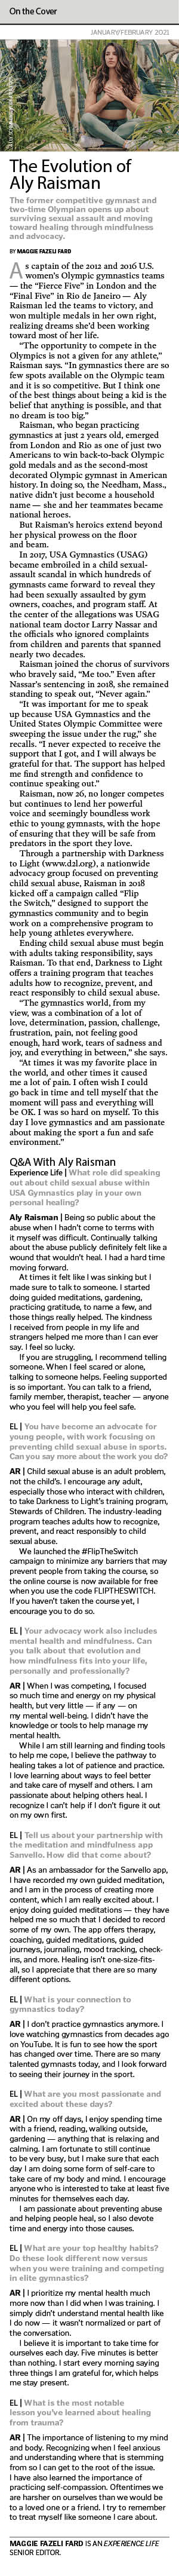 On the Cover
JANUARY/FEBRUARY 2021
The Evolution of
Aly Raisman
The former competitive gymnast and
two-time Olympian opens up about
surviving sexual assault and moving
toward healing through mindfulness
and advocacy.
BY MAGGIE FAZELI FARD
As captain of the 2012 and 2016 U.S.
women's Olympic gymnastics teams
— the "Fierce Five" in London and the
"Final Five" in Rio de Janeiro — Aly
Raisman led the teams to victory, and
won multiple medals in her own right,
realizing dreams she'd been working
toward most of her life.
"The opportunity to compete in the
Olympics is not a given for any athlete,"
Raisman says. "In gymnastics there are so
few spots available on the Olympic team
and it is so competitive. But I think one
of the best things about being a kid is the
belief that anything is possible, and that
no dream is too big."
Raisman, who began practicing
gymnastics at just 2 years old, emerged
from London and Rio as one of just two
Americans to win back-to-back Olympic
gold medals and as the second-most
decorated Olympic gymnast in American
history. In doing so, the Needham, Mass.,
native didn't just become a household
name — she and her teammates became
national heroes.
But Raisman's heroics extend beyond
her physical prowess on the floor
and beam.
In 2017, USA Gymnastics (USAG)
became embroiled in a child sexual-
assault scandal in which hundreds of
gymnasts came forward to reveal they
had been sexually assaulted by gym
owners, coaches, and program staff. At
the center of the allegations was USAG
national team doctor Larry Nassar and
the officials who ignored complaints
from children and parents that spanned
nearly two decades.
Raisman joined the chorus of survivors
who bravely said, "Me too." Even after
Nassar's sentencing in 2018, she remained
standing to speak out, "Never again."
"It was important for me to speak
up because USA Gymnastics and the
United States Olympic Committee were
sweeping the issue under the rug," she
recalls. "I never expected to receive the
support that I got, and I will always be
grateful for that. The support has helped
me find strength and confidence to
continue speaking out."
Raisman, now 26, no longer competes
but continues to lend her powerful
voice and seemingly boundless work
ethic to young gymnasts, with the hope
of ensuring that they will be safe from
predators in the sport they love.
Through a partnership with Darkness
to Light (www.d2l.org), a nationwide
advocacy group focused on preventing
child sexual abuse, Raisman in 2018
kicked off a campaign called "Flip
the Switch," designed to support the
gymnastics community and to begin
work on a comprehensive program to
help young athletes everywhere.
Ending child sexual abuse must begin
with adults taking responsibility, says
Raisman. To that end, Darkness to Light
offers a training program that teaches
adults how to recognize, prevent, and
react responsibly to child sexual abuse.
"The gymnastics world, from my
view, was a combination of a lot of
love, determination, passion, challenge,
frustration, pain, not feeling good
enough, hard work, tears of sadness and
joy, and everything in between," she says.
"At times it was my favorite place in
the world, and other times it caused
me a lot of pain. I often wish I could
go back in time and tell myself that the
moment will pass and everything will
be OK. I was so hard on myself. To this
day I love gymnastics and am passionate
about making the sport a fun and safe
environment."
Q&A With Aly Raisman
Experience Life | What role did speaking
out about child sexual abuse within
USA Gymnastics play in your own
personal healing?
Aly Raisman | Being so public about the
abuse when I hadn't come to terms with
it myself was difficult. Continually talking
about the abuse publicly definitely felt like a
wound that wouldn't heal. I had a hard time
moving forward.
At times it felt like I was sinking but I
made sure to talk to someone. I started
doing guided meditations, gardening,
practicing gratitude, to name a few, and
those things really helped. The kindness
I received from people in my life and
strangers helped me more than I can ever
say. I feel so lucky.
If you are struggling, I recommend telling
someone. When I feel scared or alone,
talking to someone helps. Feeling supported
is so important. You can talk to a friend,
family member, therapist, teacher — anyone
who you feel will help you feel safe.
EL | You have become an advocate for
young people, with work focusing on
preventing child sexual abuse in sports.
Can you say more about the work you do?
AR | Child sexual abuse is an adult problem,
not the child's. I encourage any adult,
especially those who interact with children,
to take Darkness to Light's training program,
Stewards of Children. The industry-leading
program teaches adults how to recognize,
prevent, and react responsibly to child
sexual abuse.
We launched the #FlipTheSwitch
campaign to minimize any barriers that may
prevent people from taking the course, so
the online course is now available for free
when you use the code FLIPTHESWITCH.
If you haven't taken the course yet, I
encourage you to do so.
EL | Your advocacy work also includes
mental health and mindfulness. Can
you talk about that evolution and
how mindfulness fits into your life,
personally and professionally?
AR | When I was competing, I focused
so much time and energy on my physical
health, but very little — if any — on
my mental well-being. I didn't have the
knowledge or tools to help manage my
mental health.
While I am still learning and finding tools
to help me cope, I believe the pathway to
healing takes a lot of patience and practice.
I love learning about ways to feel better
and take care of myself and others. I am
passionate about helping others heal. I
recognize I can't help if I don't figure it out
on my own first.
EL | Tell us about your partnership with
the meditation and mindfulness app
Sanvello. How did that come about?
AR | As an ambassador for the Sanvello app,
I have recorded my own guided meditation,
and I am in the process of creating more
content, which I am really excited about. I
enjoy doing guided meditations — they have
helped me so much that I decided to record
some of my own. The app offers therapy,
coaching, guided meditations, guided
journeys, journaling, mood tracking, check-
ins, and more. Healing isn't one-size-fits-
all, so I appreciate that there are so many
different options.
EL | What is your connection to
gymnastics today?
AR | I don't practice gymnastics anymore. I
love watching gymnastics from decades ago
on YouTube. It is fun to see how the sport
has changed over time. There are so many
talented gymnasts today, and I look forward
to seeing their journey in the sport.
EL | What are you most passionate and
excited about these days?
AR | On my off days, I enjoy spending time
with a friend, reading, walking outside,
gardening — anything that is relaxing and
calming. I am fortunate to still continue
to be very busy, but I make sure that each
day I am doing some form of self-care to
take care of my body and mind. I encourage
anyone who is interested to take at least five
minutes for themselves each day.
I am passionate about preventing abuse
and helping people heal, so I also devote
time and energy into those causes.
EL | What are your top healthy habits?
Do these look different now versus
when you were training and competing
in elite gymnastics?
AR | I prioritize my mental health much
more now than I did when I was training. I
simply didn't understand mental health like
I do now — it wasn't normalized or part of
the conversation.
I believe it is important to take time for
ourselves each day. Five minutes is better
than nothing. I start every morning saying
three things I am grateful for, which helps
me stay present.
EL | What is the most notable
lesson you've learned about healing
from trauma?
AR | The importance of listening to my mind
and body. Recognizing when I feel anxious
and understanding where that is stemming
from so I can get to the root of the issue.
I have also learned the importance of
practicing self-compassion. Oftentimes we
are harsher on ourselves than we would be
to a loved one or a friend. I try to remember
to treat myself like someone I care about.
MAGGIE FAZELI FARD IS AN EXPERIENCE LIFE
SENIOR EDITOR.